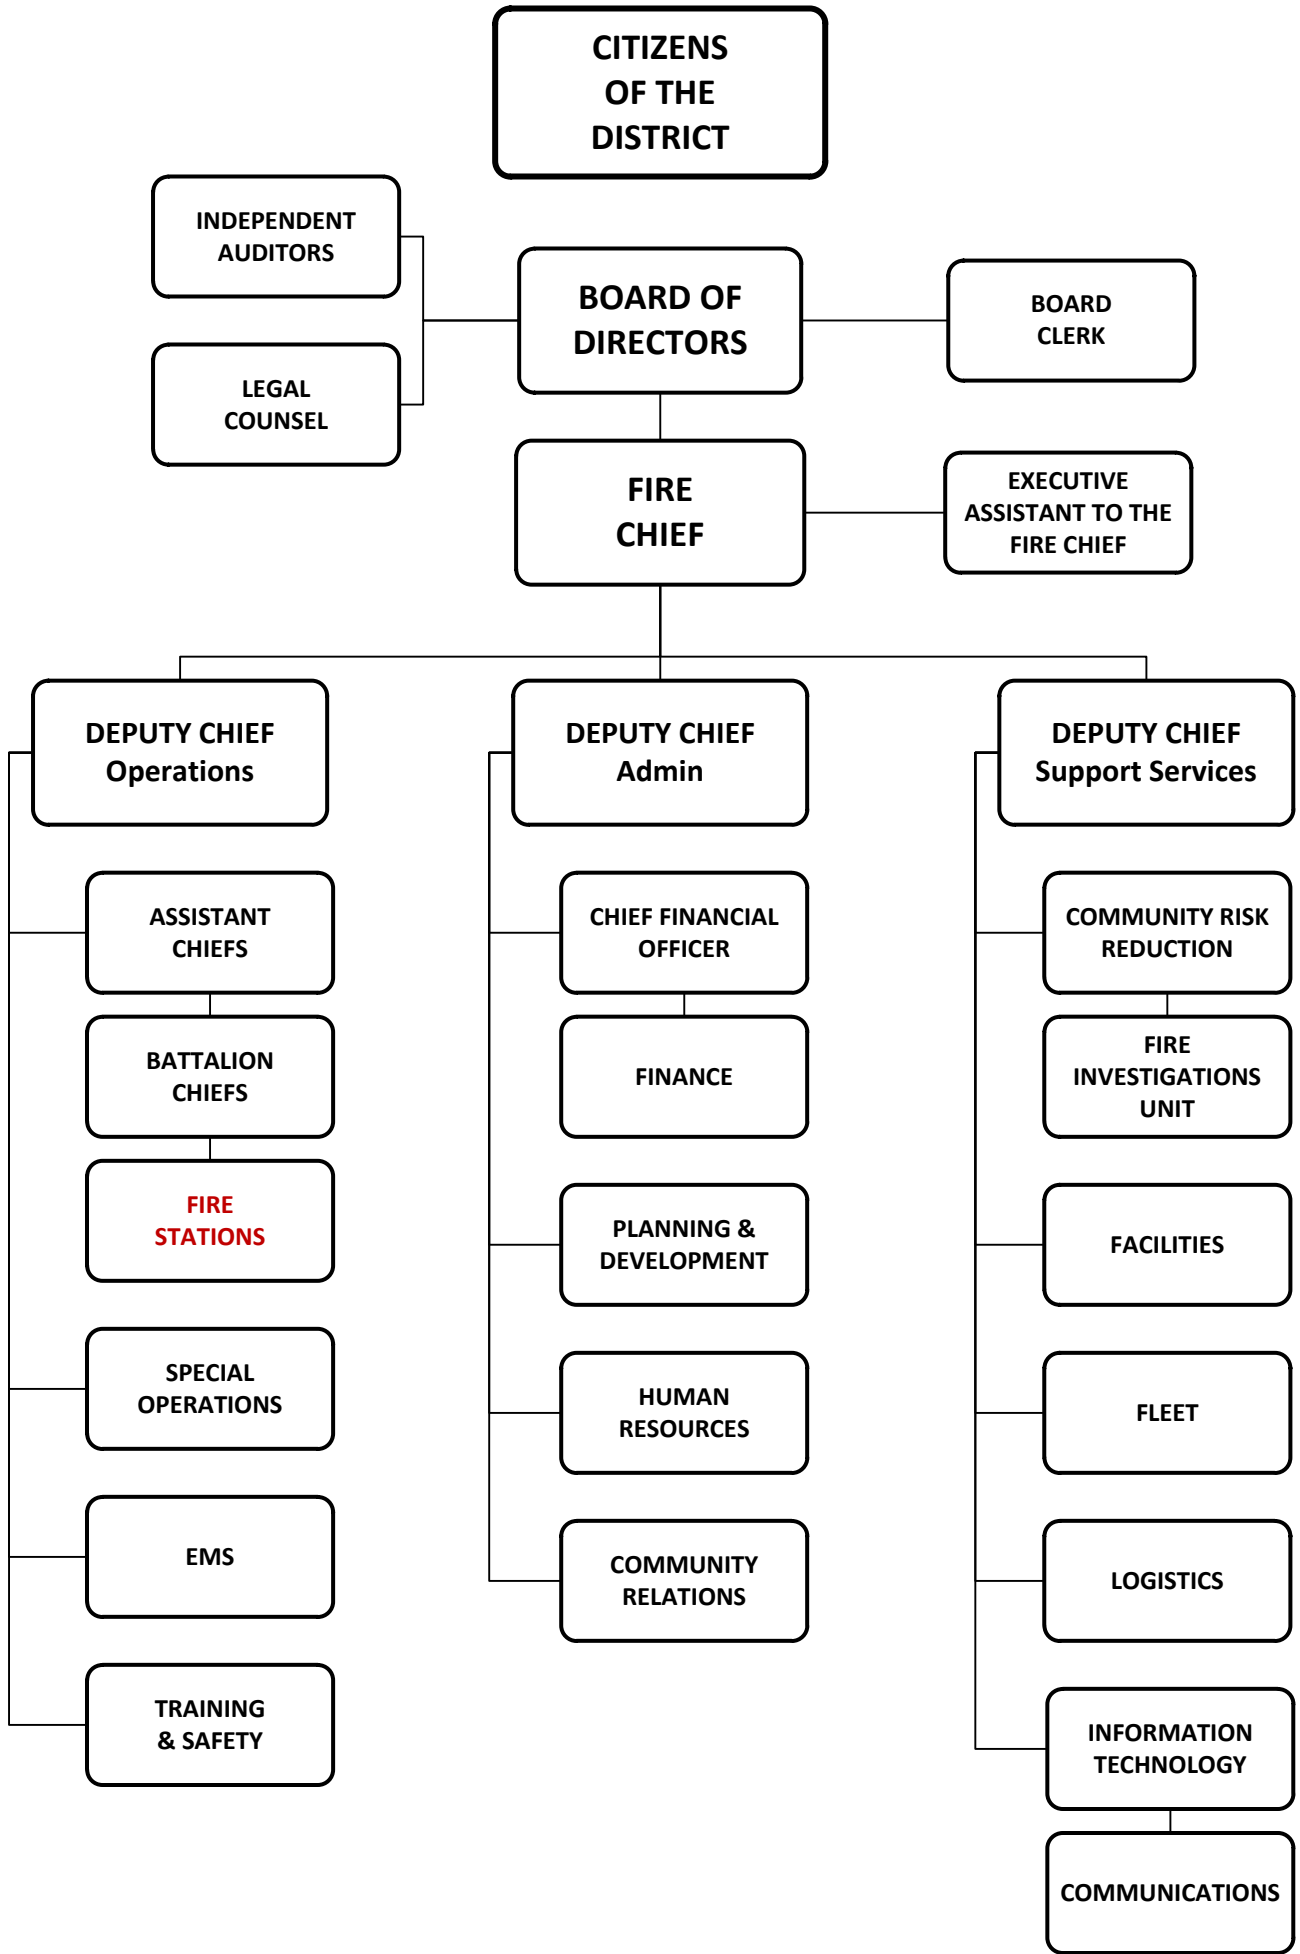 CITIZENS
OF THE
DISTRICT
INDEPENDENT
AUDITORS
BOARD OF
DIRECTORS
BOARD
CLERK
LEGAL
COUNSEL
FIRE
CHIEF
EXECUTIVE
ASSISTANT TO THE
FIRE CHIEF
DEPUTY CHIEF
Operations
DEPUTY CHIEF
Admin
DEPUTY CHIEF
Support Services
ASSISTANT
CHIEFS
BATTALION
CHIEFS
FIRE
STATIONS
SPECIAL
OPERATIONS
EMS
TRAINING
& SAFETY
CHIEF FINANCIAL
OFFICER
FINANCE
PLANNING &
DEVELOPMENT
HUMAN
RESOURCES
COMMUNITY
RELATIONS
COMMUNITY RISK
REDUCTION
FIRE
INVESTIGATIONS
UNIT
FACILITIES
FLEET
LOGISTICS
INFORMATION
TECHNOLOGY
COMMUNICATIONS